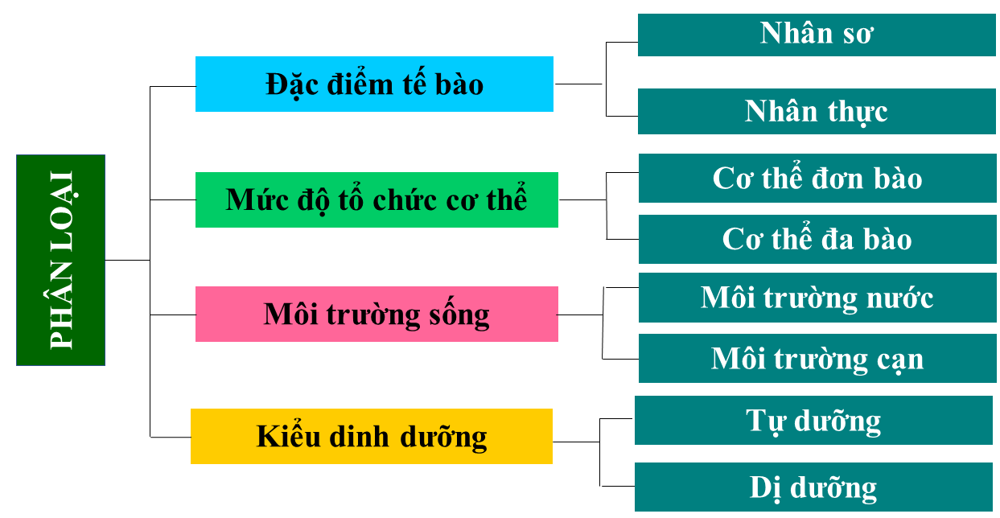 PHÂN LOẠI
Đặc điểm tế bào
Nhân sơ
Nhân thực
Mức độ tổ chức cơ thể
Cơ thể đơn bào
Cơ thể đa bào
Môi trường sống
Môi trường nước
Môi trường cạn
Kiểu dinh dưỡng
Tự dưỡng
Dị dưỡng